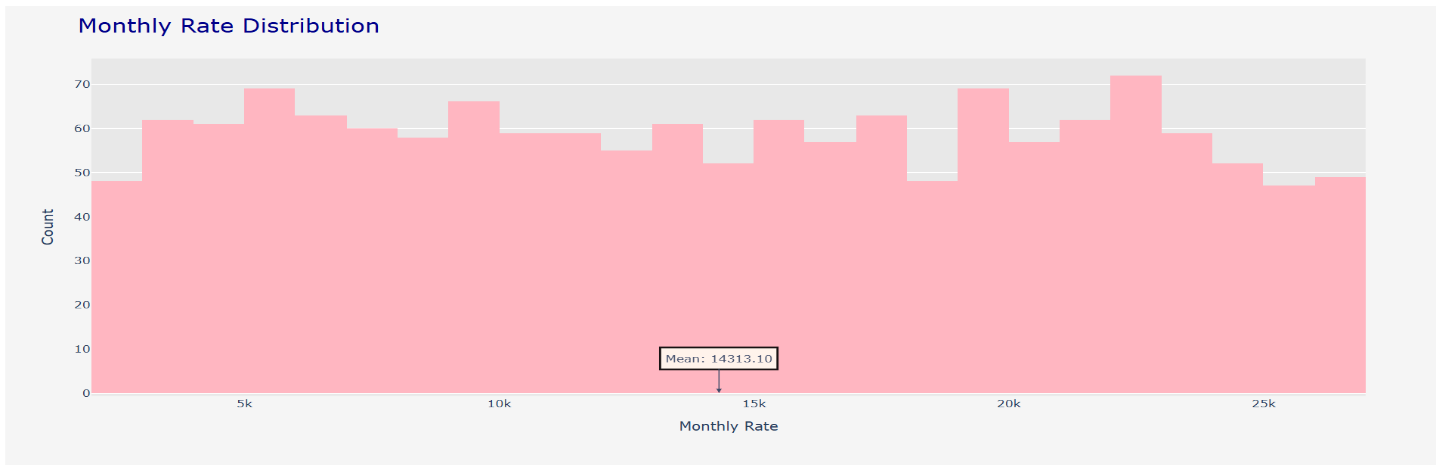 Monthly Rate Distribution
70
60
50
40
30
20
10
0
Count
Mean: 14313.10
5k
10k
15k
20k
25k
Monthly Rate